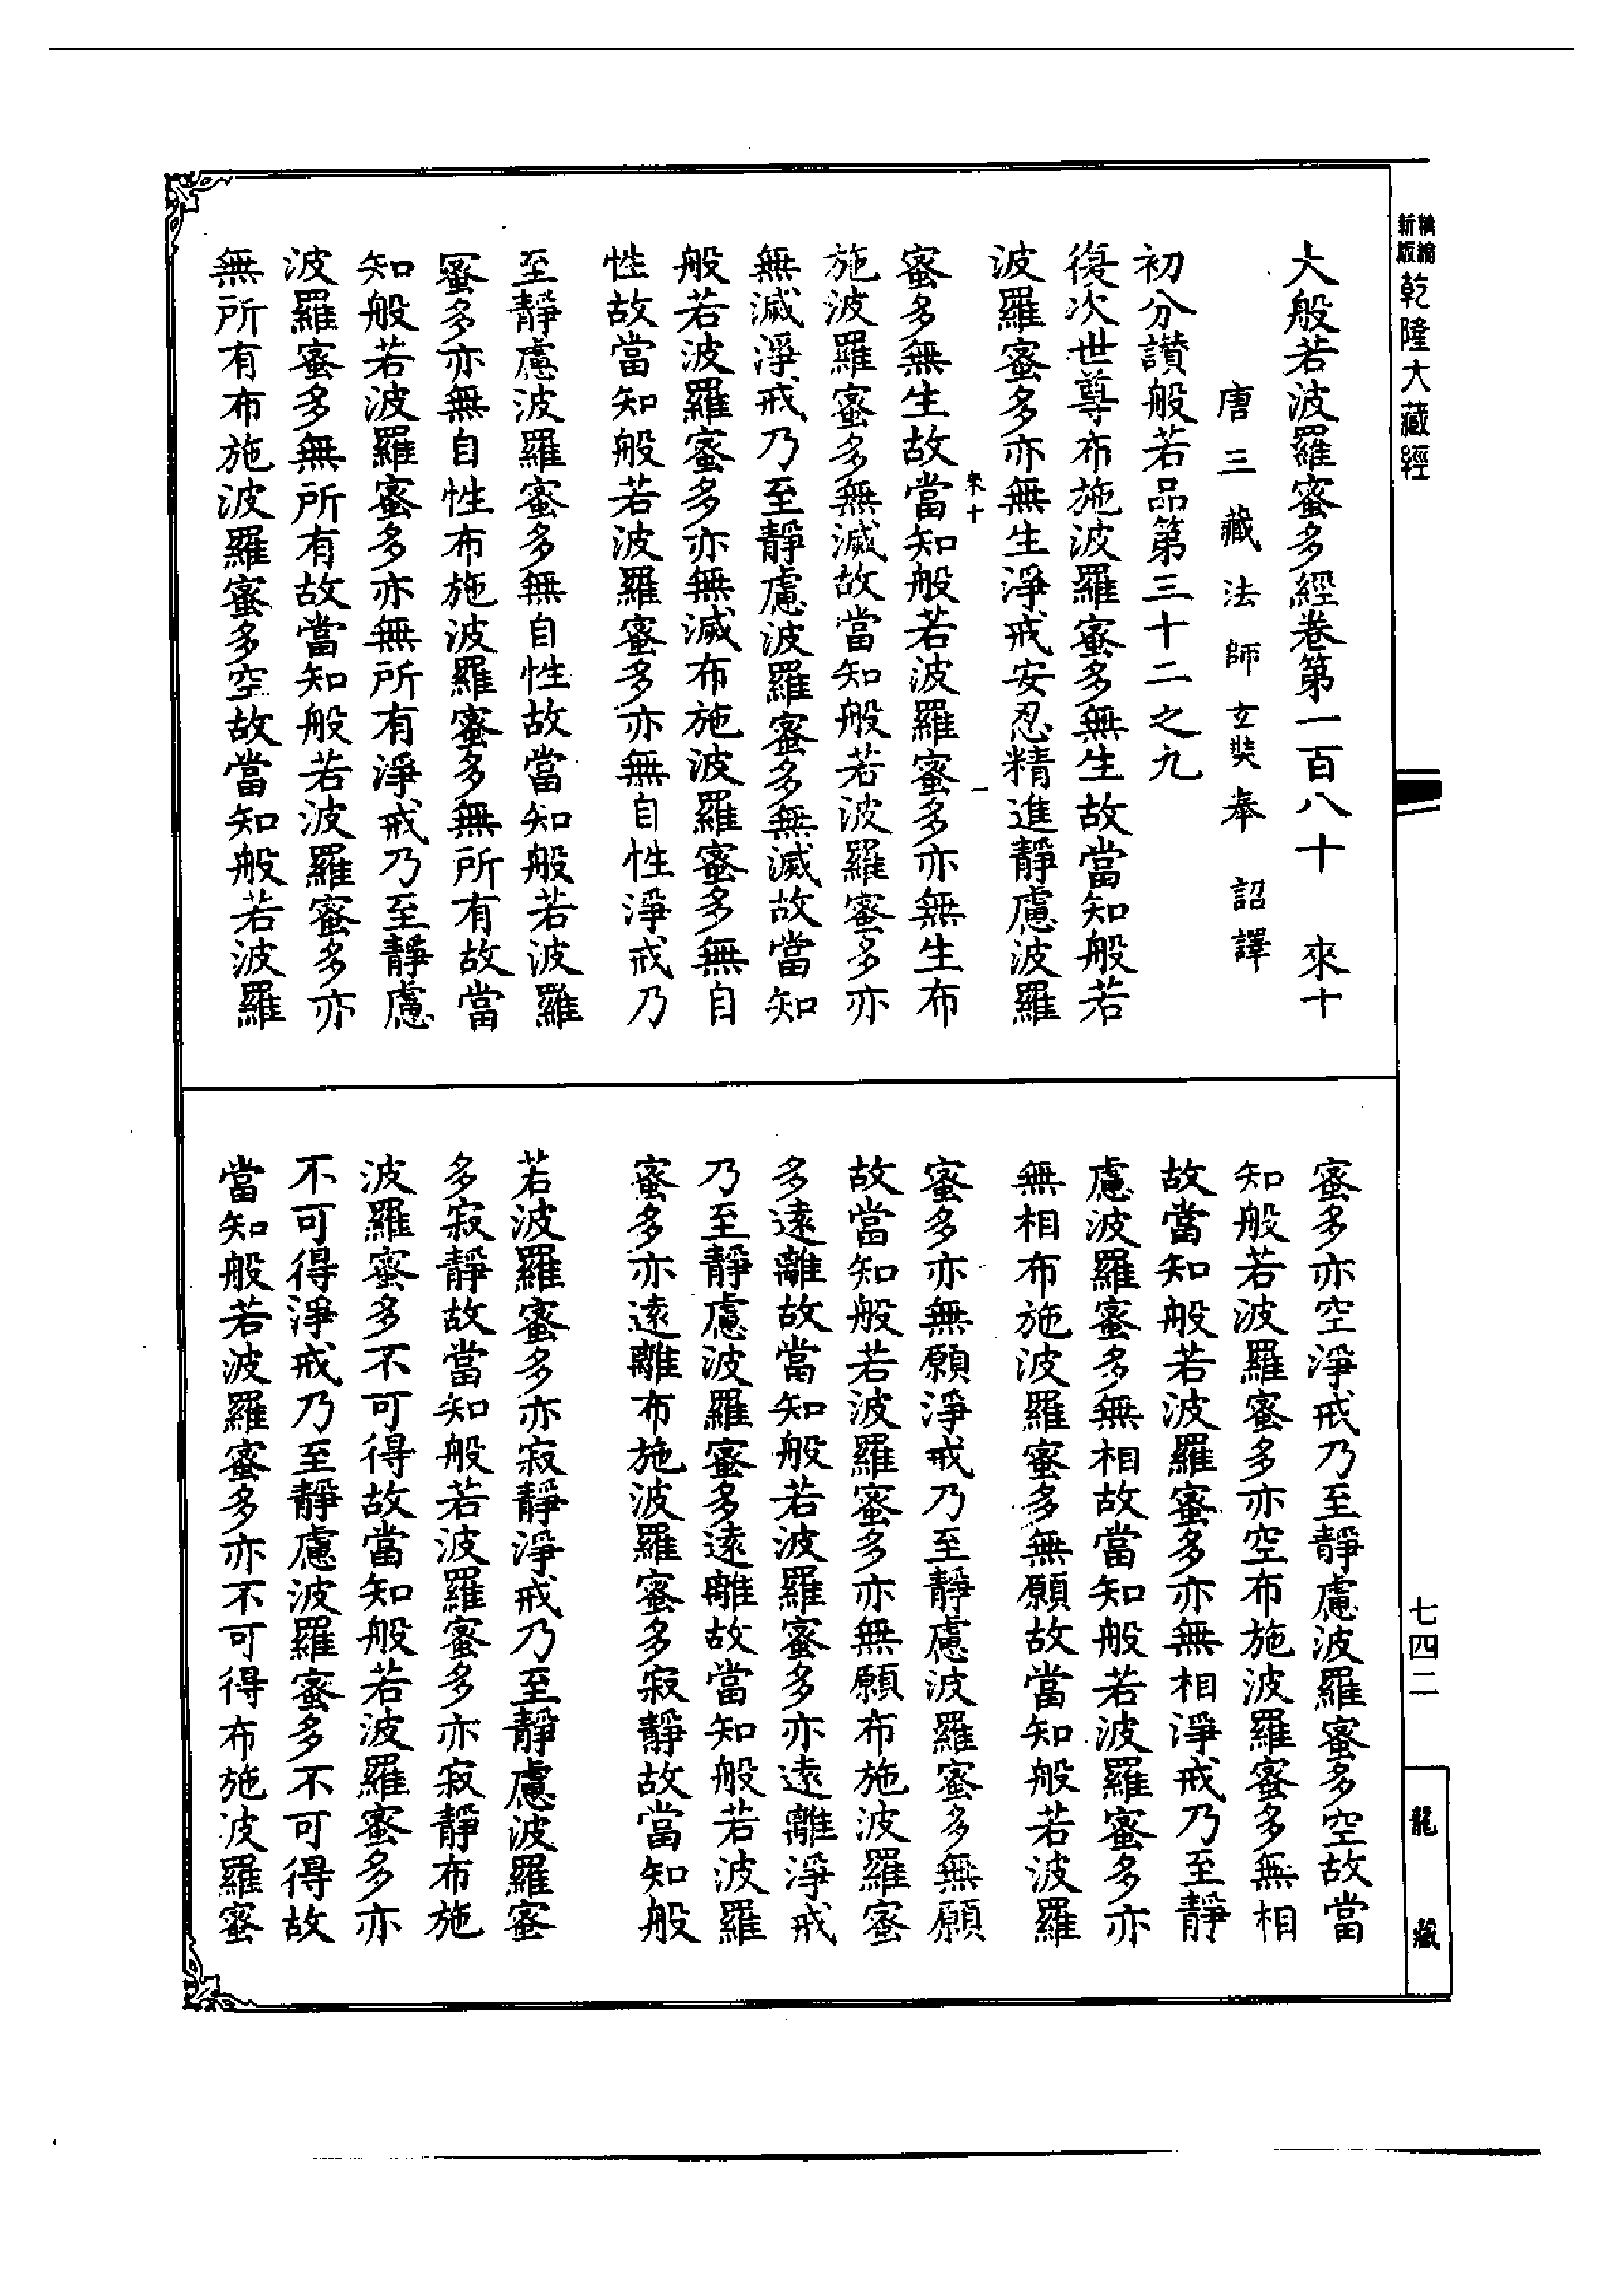 新編縮版乾隆大藏經
大般若波羅蜜多經卷第一百八十　來十
唐三藏法師玄奘奉　詔譯
初分讃般若品第三十二之九
復次世尊布施波羅蜜多無生故當知般若
波羅蜜多亦無生淨戒安忍精進靜慮波羅
來十　一
蜜多無生故當知般若波羅蜜多亦無生布
施波羅蜜多無滅故當知般若波羅蜜多亦
無滅淨戒乃至靜慮波羅蜜多無滅故當知
般若波羅蜜多亦無滅布施波羅蜜多無自
性故當知般若波羅蜜多亦無自性淨戒乃
至靜慮波羅蜜多無自性故當知般若波羅
蜜多亦無自性布施波羅蜜多無所有故當
知般若波羅蜜多亦無所有淨戒乃至靜慮
波羅蜜多無所有故當知般若波羅蜜多亦
無所有布施波羅蜜多空故當知般若波羅
蜜多亦空淨戒乃至靜慮波羅蜜多空故當
知般若波羅蜜多亦空布施波羅蜜多無相
故當知般若波羅蜜多亦無相淨戒乃至靜
慮波羅蜜多無相故當知般若波羅蜜多亦
無相布施波羅蜜多無願故當知般若波羅
蜜多亦無願淨戒乃至靜慮波羅蜜多無願
故當知般若波羅蜜多亦無願布施波羅蜜
多遠離故當知般若波羅蜜多亦遠離淨戒
乃至靜慮波羅蜜多遠離故當知般若波羅
蜜多亦遠離布施波羅蜜多寂靜故當知般
若波羅蜜多亦寂靜淨戒乃至靜慮波羅蜜
多寂靜故當知般若波羅蜜多亦寂靜布施
波羅蜜多不可得故當知般若波羅蜜多亦
不可得淨戒乃至靜慮波羅蜜多不可得故
當知般若波羅蜜多亦不可得布施波羅蜜
七四二
龍藏